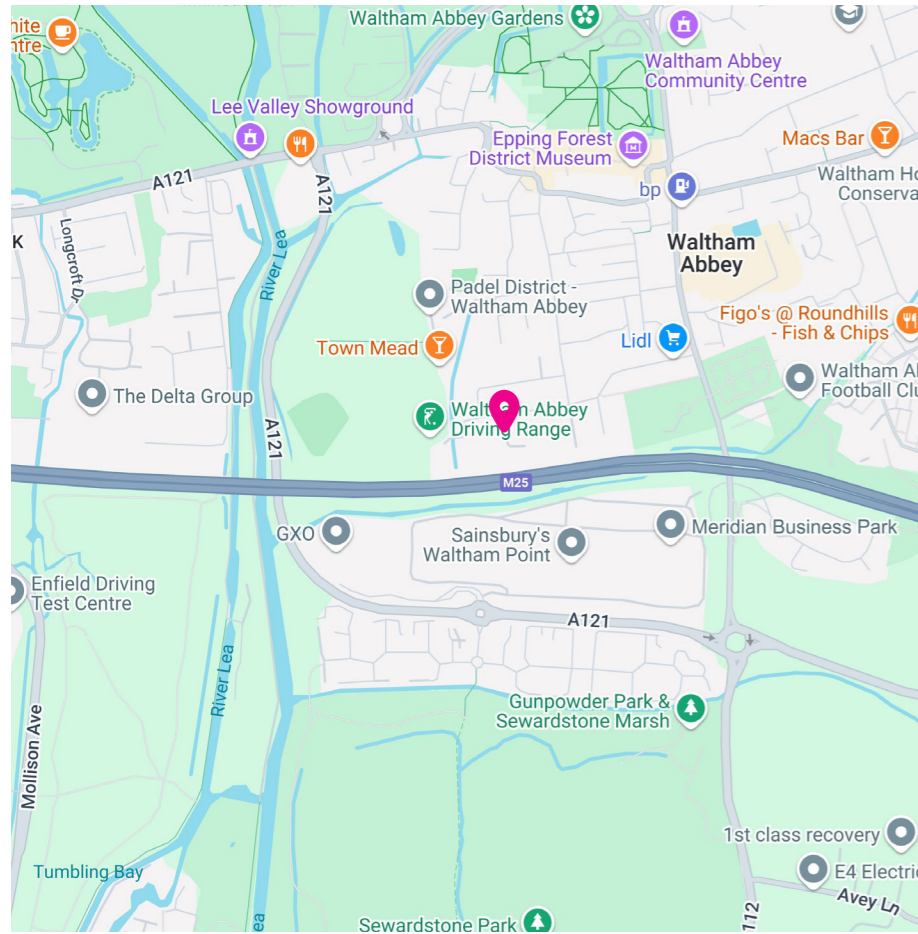 Waltham Abbey Gardens
hite
ntre
Waltham Abbey
Community Centre
Lee Valley Showground
Epping Forest
District Museum
Macs Bar
A121
A121
bp
Waltham Ho
Conserva
Longcroft Dr
K
River Lea
Waltham
Abbey
Padel District -
Waltham Abbey
Figo's @ Roundhills
- Fish & Chips
Town Mead
Lidl
Waltham Ab
Football Clu
The Delta Group
A121
Waltham Abbey
Driving Range
M25
GXO
Sainsbury's
Waltham Point
Meridian Business Park
Enfield Driving
Test Centre
A121
River Lea
Gunpowder Park &
Sewardstone Marsh
Mollison Ave
1st class recovery
Tumbling Bay
E4 Electric
Avey Ln
112
Lea
Sewardstone Park